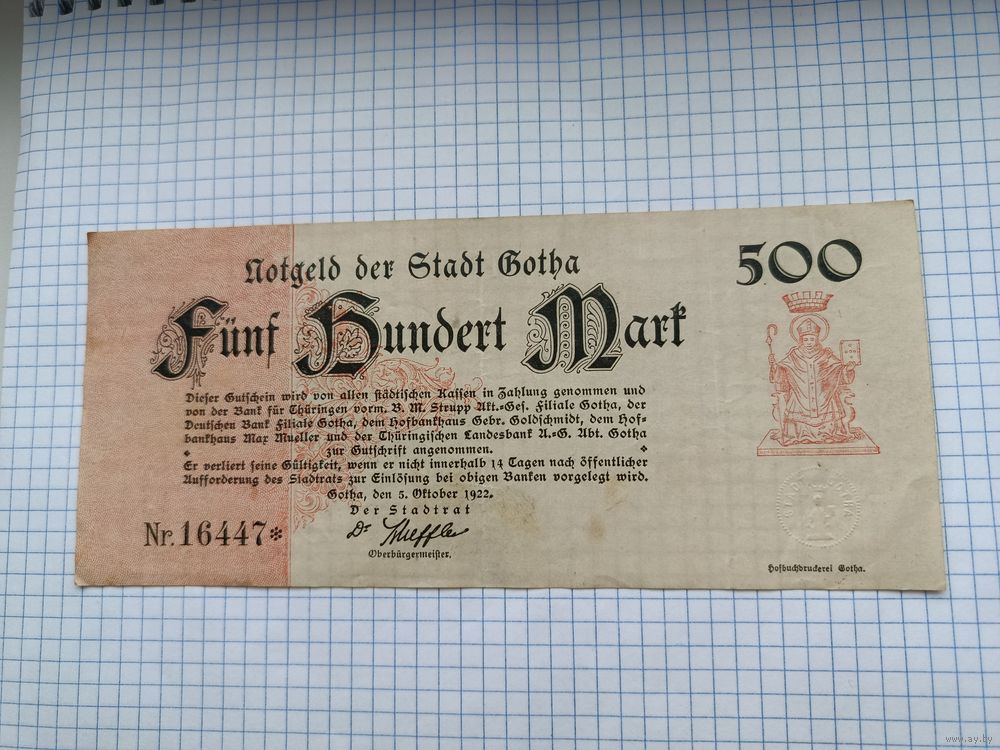 Notgeld der Stadt Gotha
500
Fünf Hundert Mark
Dieser Gutschein wird von allen städtischen Kassen in Zahlung genommen und
von der Bank für Thüringen vorm. B. M. Strupp Akt.-Ges. Filiale Gotha, der
Deutschen Bank Filiale Gotha, dem Hofbankhaus Gebr. Goldschmidt, dem Hof-
bankhaus Max Mueller und der Thüringischen Landesbank A.-G. Abt. Gotha
* zur Gutschrift angenommen. *
Er verliert seine Gültigkeit, wenn er nicht innerhalb 14 Tagen nach öffentlicher
Aufforderung des Stadtrats zur Einlösung bei obigen Banken vorgelegt wird.
Gotha, den 5. Oktober 1922.
Der Stadtrat
Nr. 16447*
Dr
Oberbürgermeister.
Hofbuchdruckerei Gotha.
www.ay.by